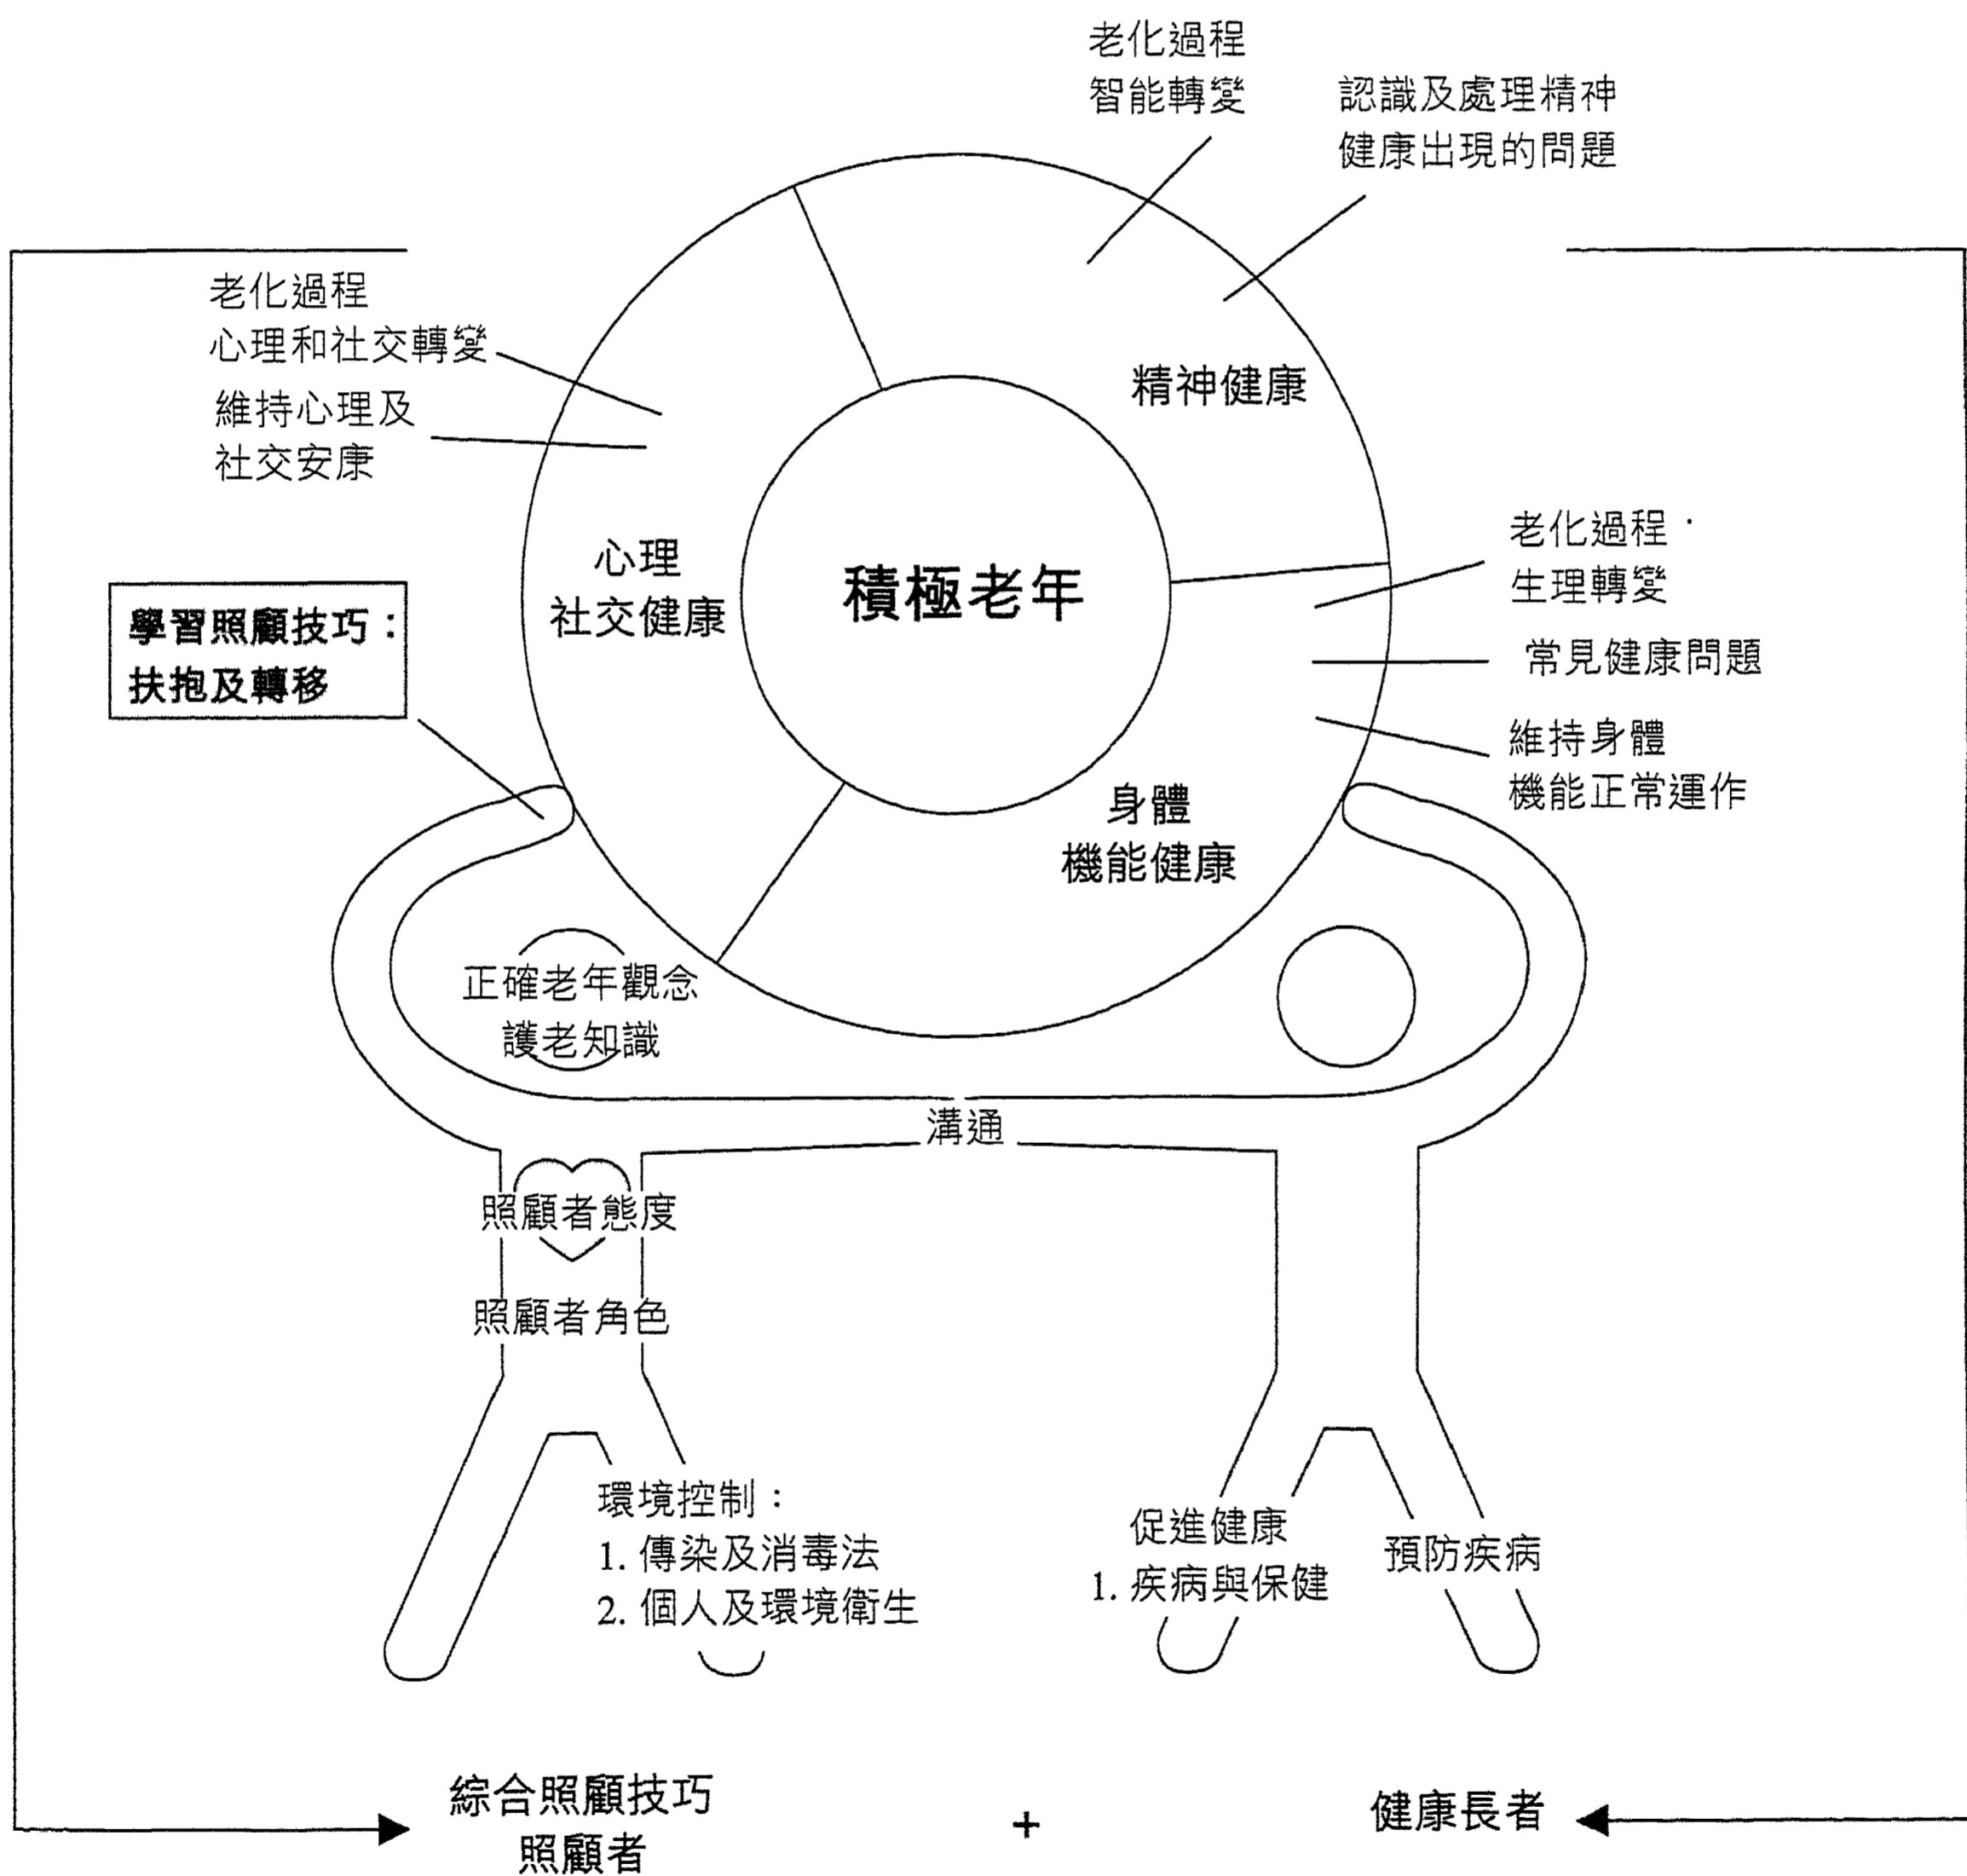 老化過程
智能轉變
認識及處理精神
健康出現的問題
老化過程
心理和社交轉變
維持心理及
社交安康
精神健康
心理
社交健康
積極老年
老化過程．
生理轉變
常見健康問題
維持身體
機能正常運作
學習照顧技巧：
扶抱及轉移
身體
機能健康
正確老年觀念
護老知識
溝通
照顧者態度
照顧者角色
環境控制：
1. 傳染及消毒法
2. 個人及環境衛生
促進健康
1. 疾病與保健
預防疾病
綜合照顧技巧
照顧者
+
健康長者